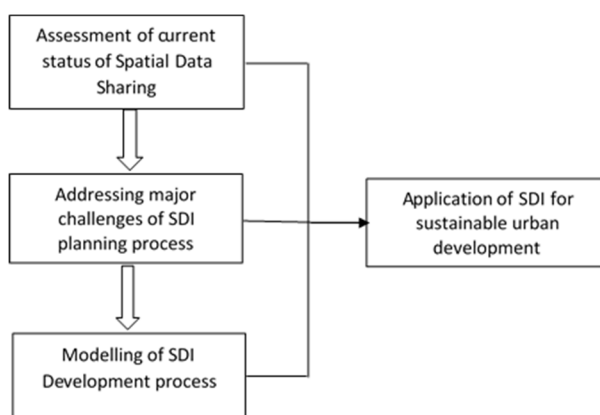 Assessment of current
status of Spatial Data
Sharing
Addressing major
challenges of SDI
planning process
Modelling of SDI
Development process
Application of SDI for
sustainable urban
development